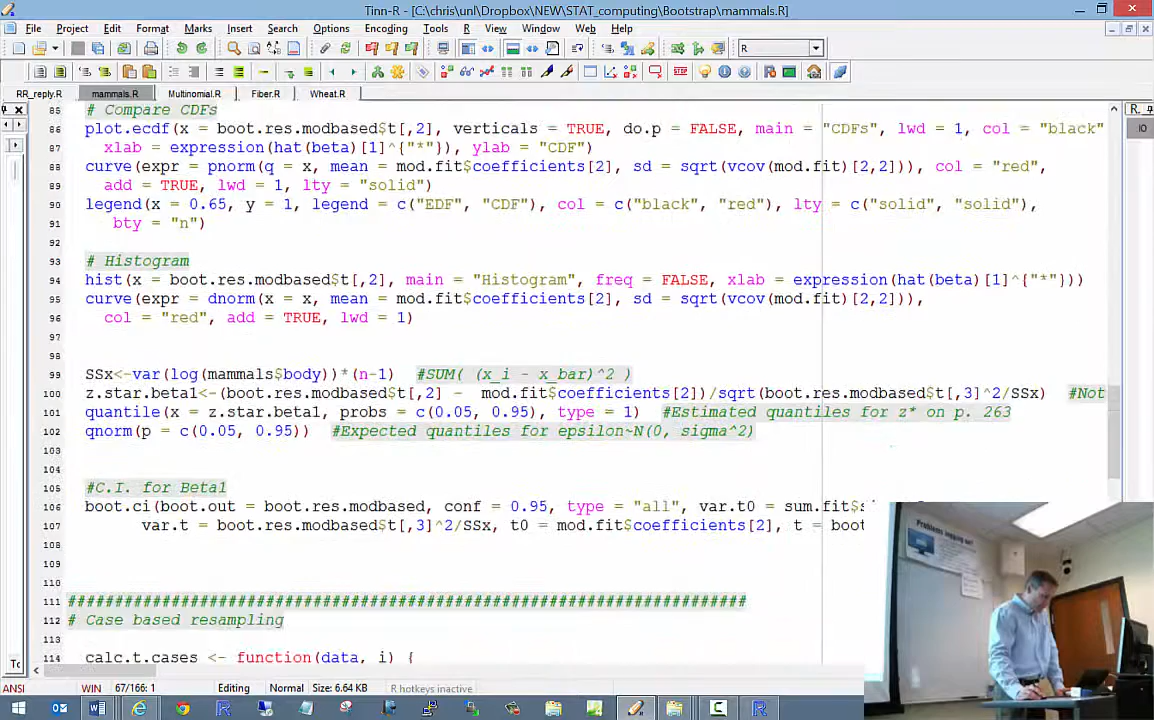 Tinn-R - [C:\chris\unl\Dropbox\NEW\STAT_computing\Bootstrap\mammals.R]
File Project Edit Format Marks Insert Search Options Encoding Tools R View Window Web Help
R
RR_reply.R mammals.R Multinomial.R Fiber.R Wheat.R
85 # Compare CDFs
86 plot.ecdf(x = boot.res.modbased$t[,2], verticals = TRUE, do.p = FALSE, main = "CDFs", lwd = 1, col = "black"
87 xlab = expression(hat(beta)[1]^{"*"}), ylab = "CDF")
88 curve(expr = pnorm(q = x, mean = mod.fit$coefficients[2], sd = sqrt(vcov(mod.fit)[2,2])), col = "red",
89 add = TRUE, lwd = 1, lty = "solid")
90 legend(x = 0.65, y = 1, legend = c("EDF", "CDF"), col = c("black", "red"), lty = c("solid", "solid"),
91 bty = "n")
92
93 # Histogram
94 hist(x = boot.res.modbased$t[,2], main = "Histogram", freq = FALSE, xlab = expression(hat(beta)[1]^{"*"}))
95 curve(expr = dnorm(x = x, mean = mod.fit$coefficients[2], sd = sqrt(vcov(mod.fit)[2,2])),
96 col = "red", add = TRUE, lwd = 1)
97
98
99 SSx<-var(log(mammals$body))*(n-1) #SUM( (x_i - x_bar)^2 )
100 z.star.beta1<-(boot.res.modbased$t[,2] - mod.fit$coefficients[2])/sqrt(boot.res.modbased$t[,3]^2/SSx) #Not
101 quantile(x = z.star.beta1, probs = c(0.05, 0.95), type = 1) #Estimated quantiles for z* on p. 263
102 qnorm(p = c(0.05, 0.95)) #Expected quantiles for epsilon~N(0, sigma^2)
103
104
105 #C.I. for Beta1
106 boot.ci(boot.out = boot.res.modbased, conf = 0.95, type = "all", var.t0 = sum.fit$s
107 var.t = boot.res.modbased$t[,3]^2/SSx, t0 = mod.fit$coefficients[2], t = boot
108
109
110
111 ######################################################################
112 # Case based resampling
113
114 calc.t.cases <- function(data, i) {
ANSI WIN 67/166: 1 Editing Normal Size: 6.64 KB R hotkeys inactive